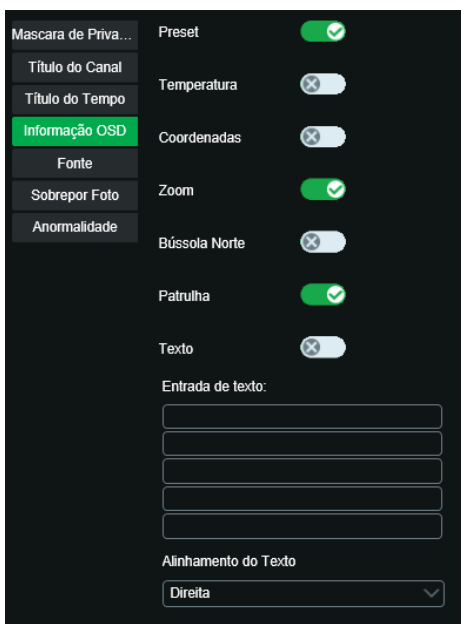 Mascara de Priva...
Título do Canal
Título do Tempo
Informação OSD
Fonte
Sobrepor Foto
Anormalidade
Preset
Temperatura
Coordenadas
Zoom
Bússola Norte
Patrulha
Texto
Entrada de texto:
Alinhamento do Texto
Direita